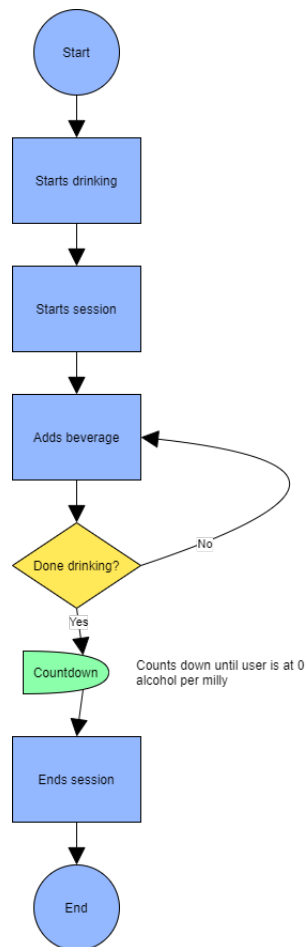 Start
Starts drinking
Starts session
Adds beverage
No
Done drinking?
Yes
Countdown
Counts down until user is at 0
alcohol per milly
Ends session
End